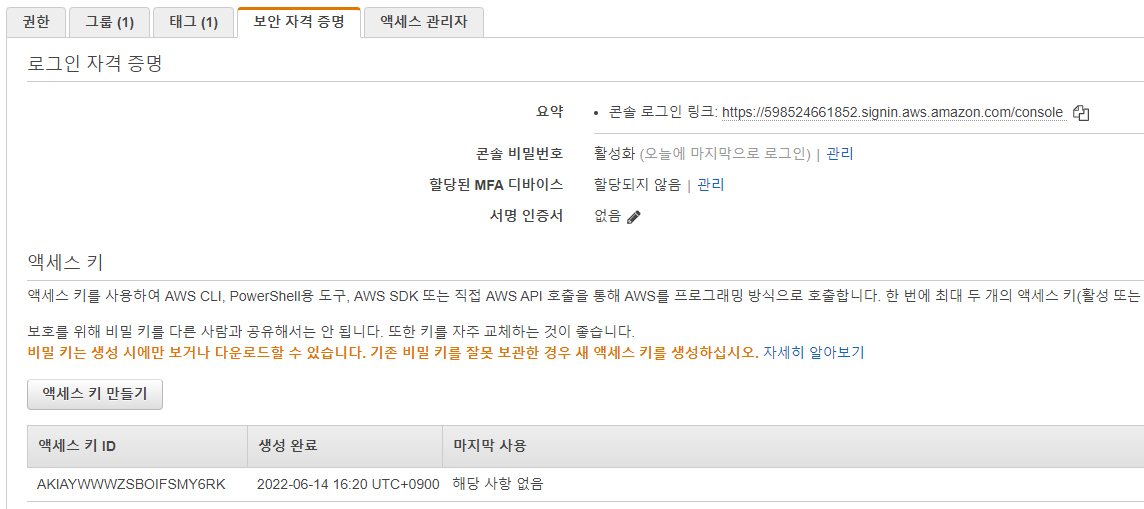 권한 그룹 (1) 태그 (1) 보안 자격 증명 액세스 관리자
로그인 자격 증명
요약 • 콘솔 로그인 링크: https://598524661852.signin.aws.amazon.com/console
콘솔 비밀번호 활성화 (오늘에 마지막으로 로그인) | 관리
할당된 MFA 디바이스 할당되지 않음 | 관리
서명 인증서 없음
액세스 키
액세스 키를 사용하여 AWS CLI, PowerShell용 도구, AWS SDK 또는 직접 AWS API 호출을 통해 AWS를 프로그래밍 방식으로 호출합니다. 한 번에 최대 두 개의 액세스 키(활성 또는
보호를 위해 비밀 키를 다른 사람과 공유해서는 안 됩니다. 또한 키를 자주 교체하는 것이 좋습니다.
비밀 키는 생성 시에만 보거나 다운로드할 수 있습니다. 기존 비밀 키를 잘못 보관한 경우 새 액세스 키를 생성하십시오. 자세히 알아보기
액세스 키 만들기
액세스 키 ID 생성 완료 마지막 사용
AKIAYWWWZSBOIFSMY6RK 2022-06-14 16:20 UTC+0900 해당 사항 없음